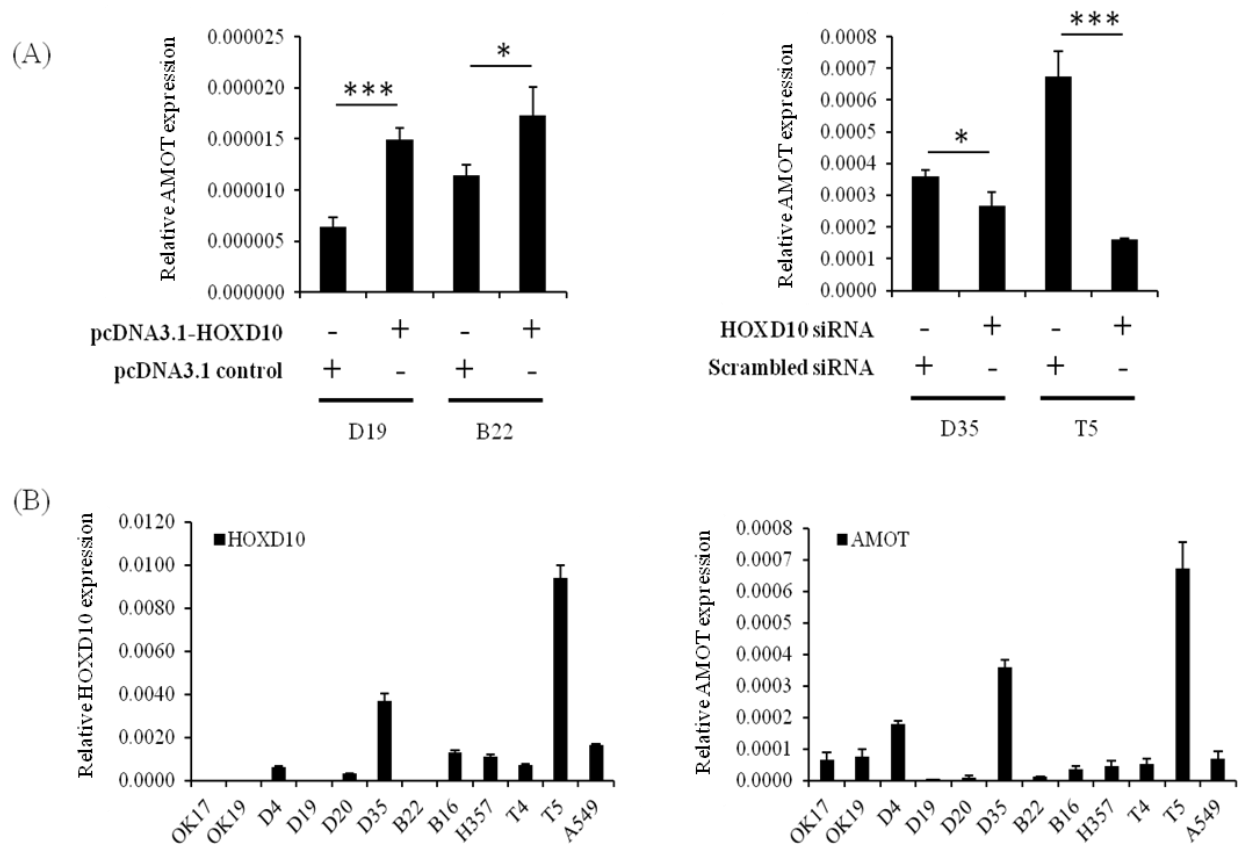 (A)
Relative AMOT expression
0.000025
0.000020
0.000015
0.000010
0.000005
0.000000
***
*
pcDNA3.1-HOXD10 - + - +
pcDNA3.1 control + - + -
D19 B22
Relative AMOT expression
0.0008
0.0007
0.0006
0.0005
0.0004
0.0003
0.0002
0.0001
0.0000
*
***
HOXD10 siRNA - + - +
Scrambled siRNA + - + -
D35 T5
(B)
Relative HOXD10 expression
0.0120
0.0100
0.0080
0.0060
0.0040
0.0020
0.0000
HOXD10
OK17 OK19 D4 D19 D20 D35 B22 B16 H357 T4 T5 A549
Relative AMOT expression
0.0008
0.0007
0.0006
0.0005
0.0004
0.0003
0.0002
0.0001
0.0000
AMOT
OK17 OK19 D4 D19 D20 D35 B22 B16 H357 T4 T5 A549